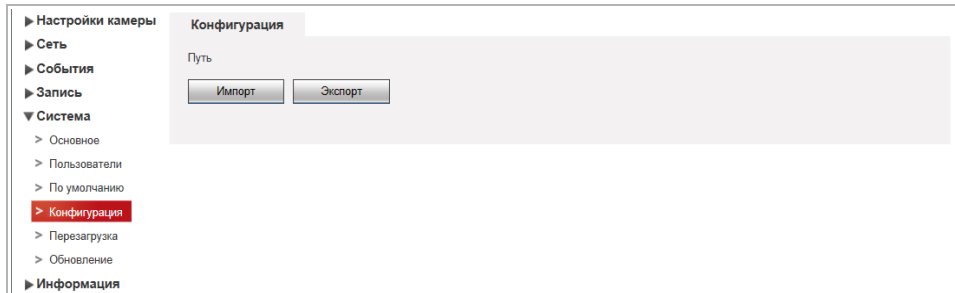 Настройки камеры
Сеть
События
Запись
Система
> Основное
> Пользователи
> По умолчанию
> Конфигурация
> Перезагрузка
> Обновление
Информация
Конфигурация
Путь
Импорт Экспорт